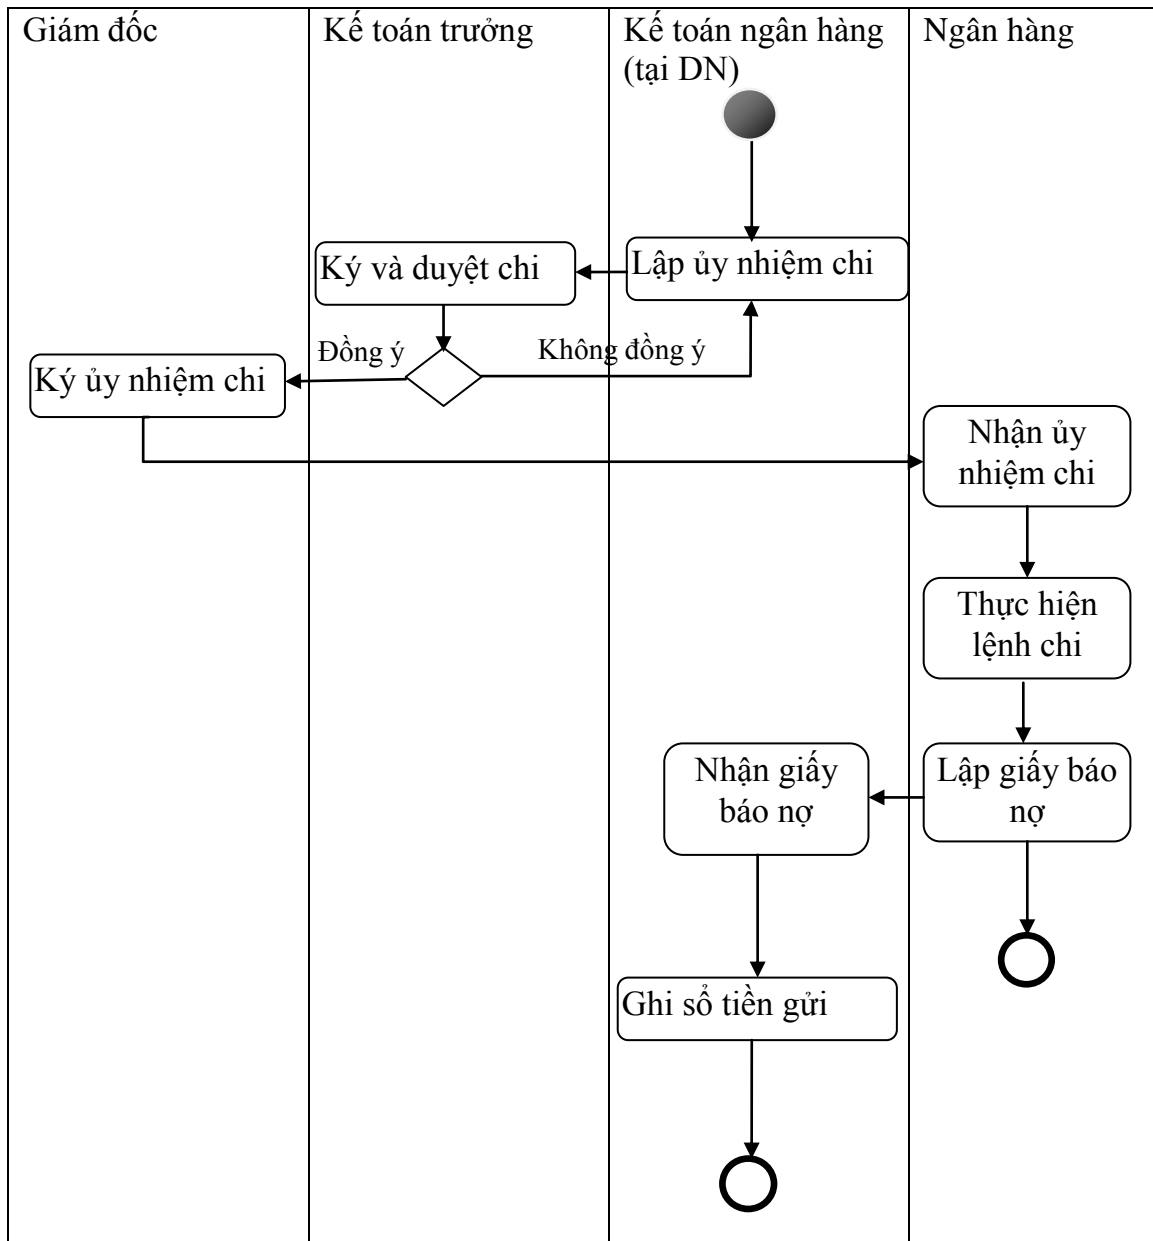 Giám đốc
Kế toán trưởng
Kế toán ngân hàng
(tại DN)
Ngân hàng
Lập ủy nhiệm chi
Ký và duyệt chi
Đồng ý
Không đồng ý
Ký ủy nhiệm chi
Nhận ủy
nhiệm chi
Thực hiện
lệnh chi
Lập giấy báo
nợ
Nhận giấy
báo nợ
Ghi sổ tiền gửi